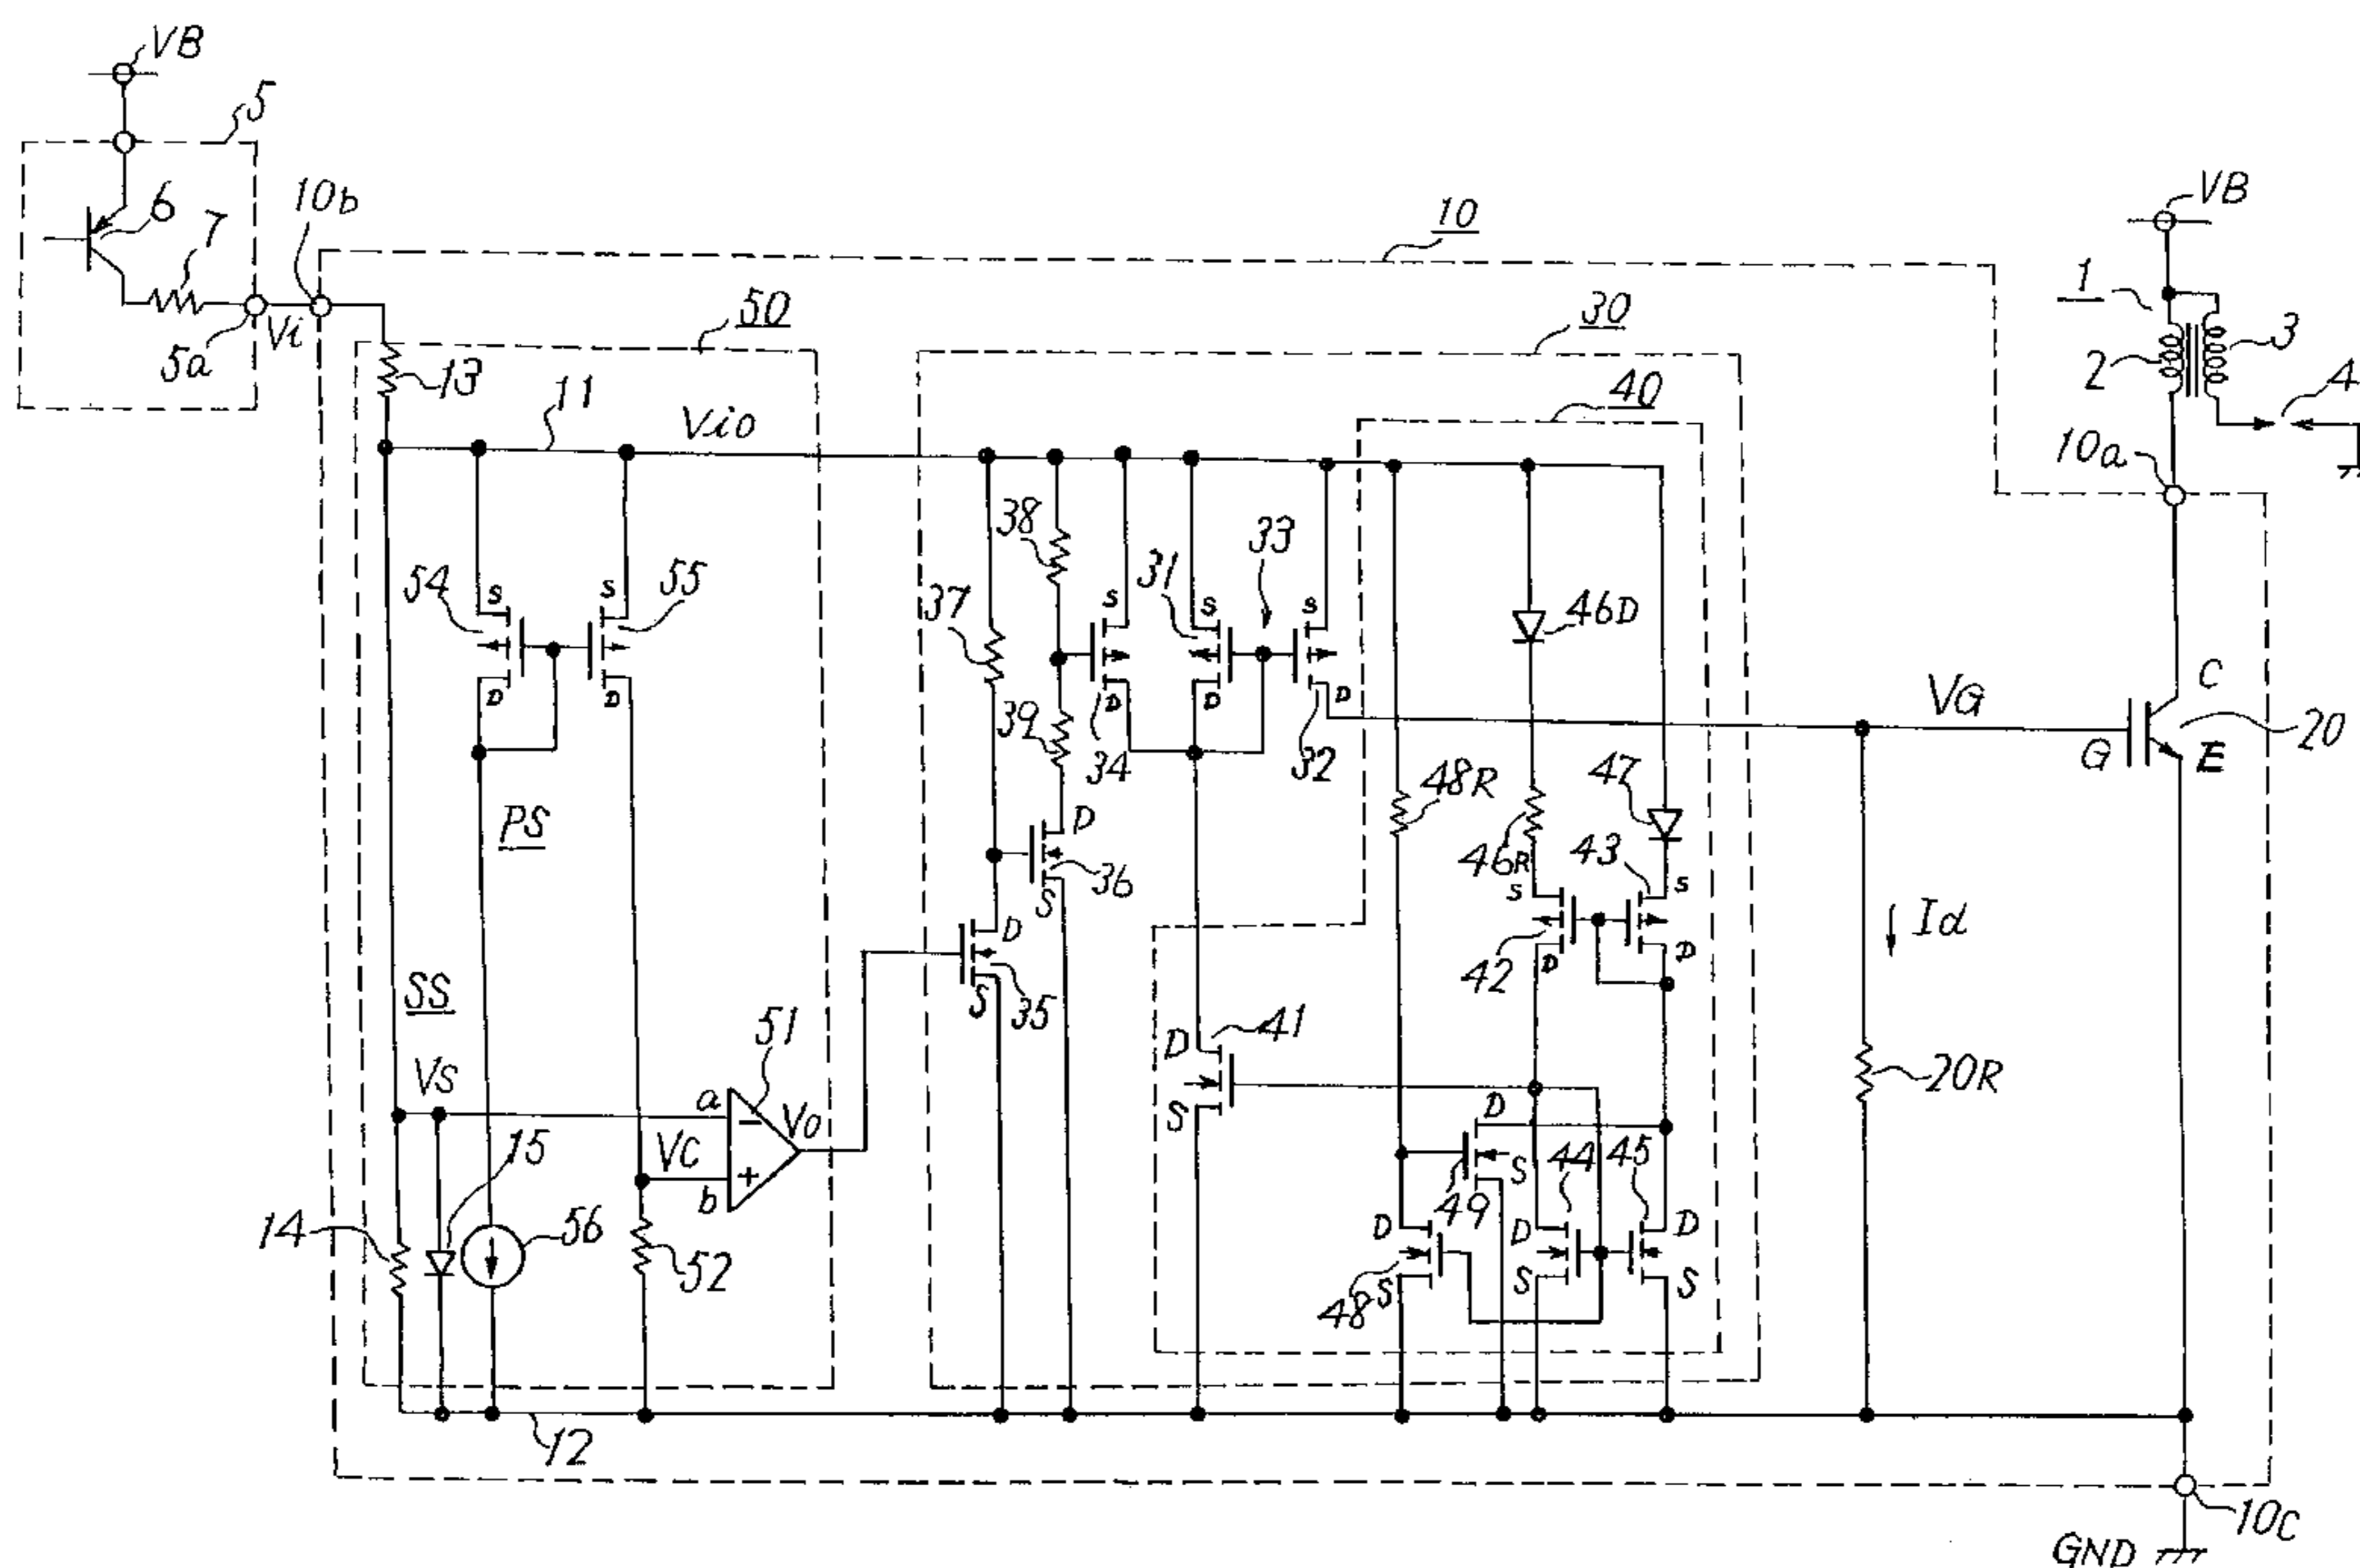 VB
5
6
7
10b
5a
Vi
13
50
11
Vio
10
30
40
VB
1
2
3
4
10a
54
S
D
S
D
55
38
37
39
S
D
34
31
S
D
33
S
D
32
46D
48R
46R
47
43
S
D
42
S
D
VG
G
C
E
20
PS
SS
VS
15
14
56
VC
52
a
b
51
-
+
Vo
D
S
36
D
S
35
D
S
41
D
S
49
44
45
D
S
48
D
S
D
S
Id
20R
12
10c
GND